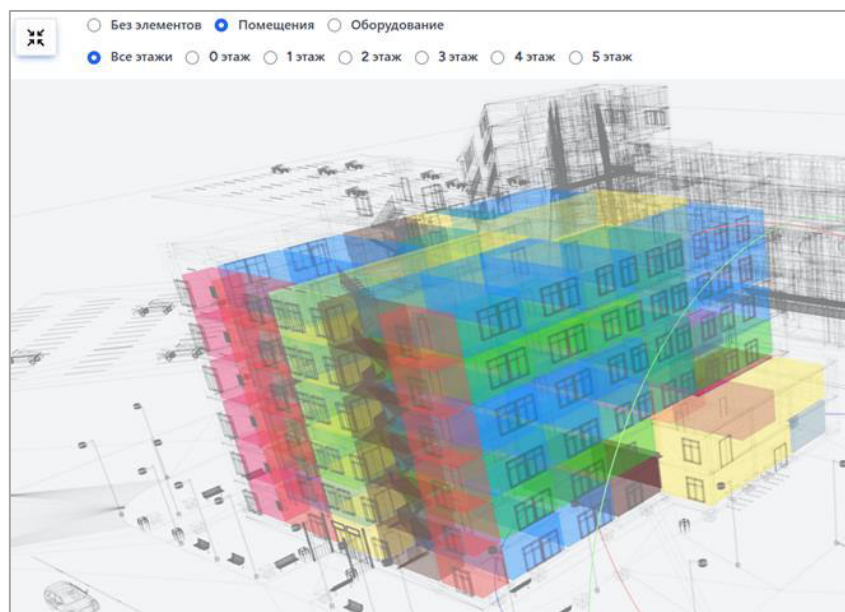 Без элементов Помещения Оборудование
Все этажи 0 этаж 1 этаж 2 этаж 3 этаж 4 этаж 5 этаж